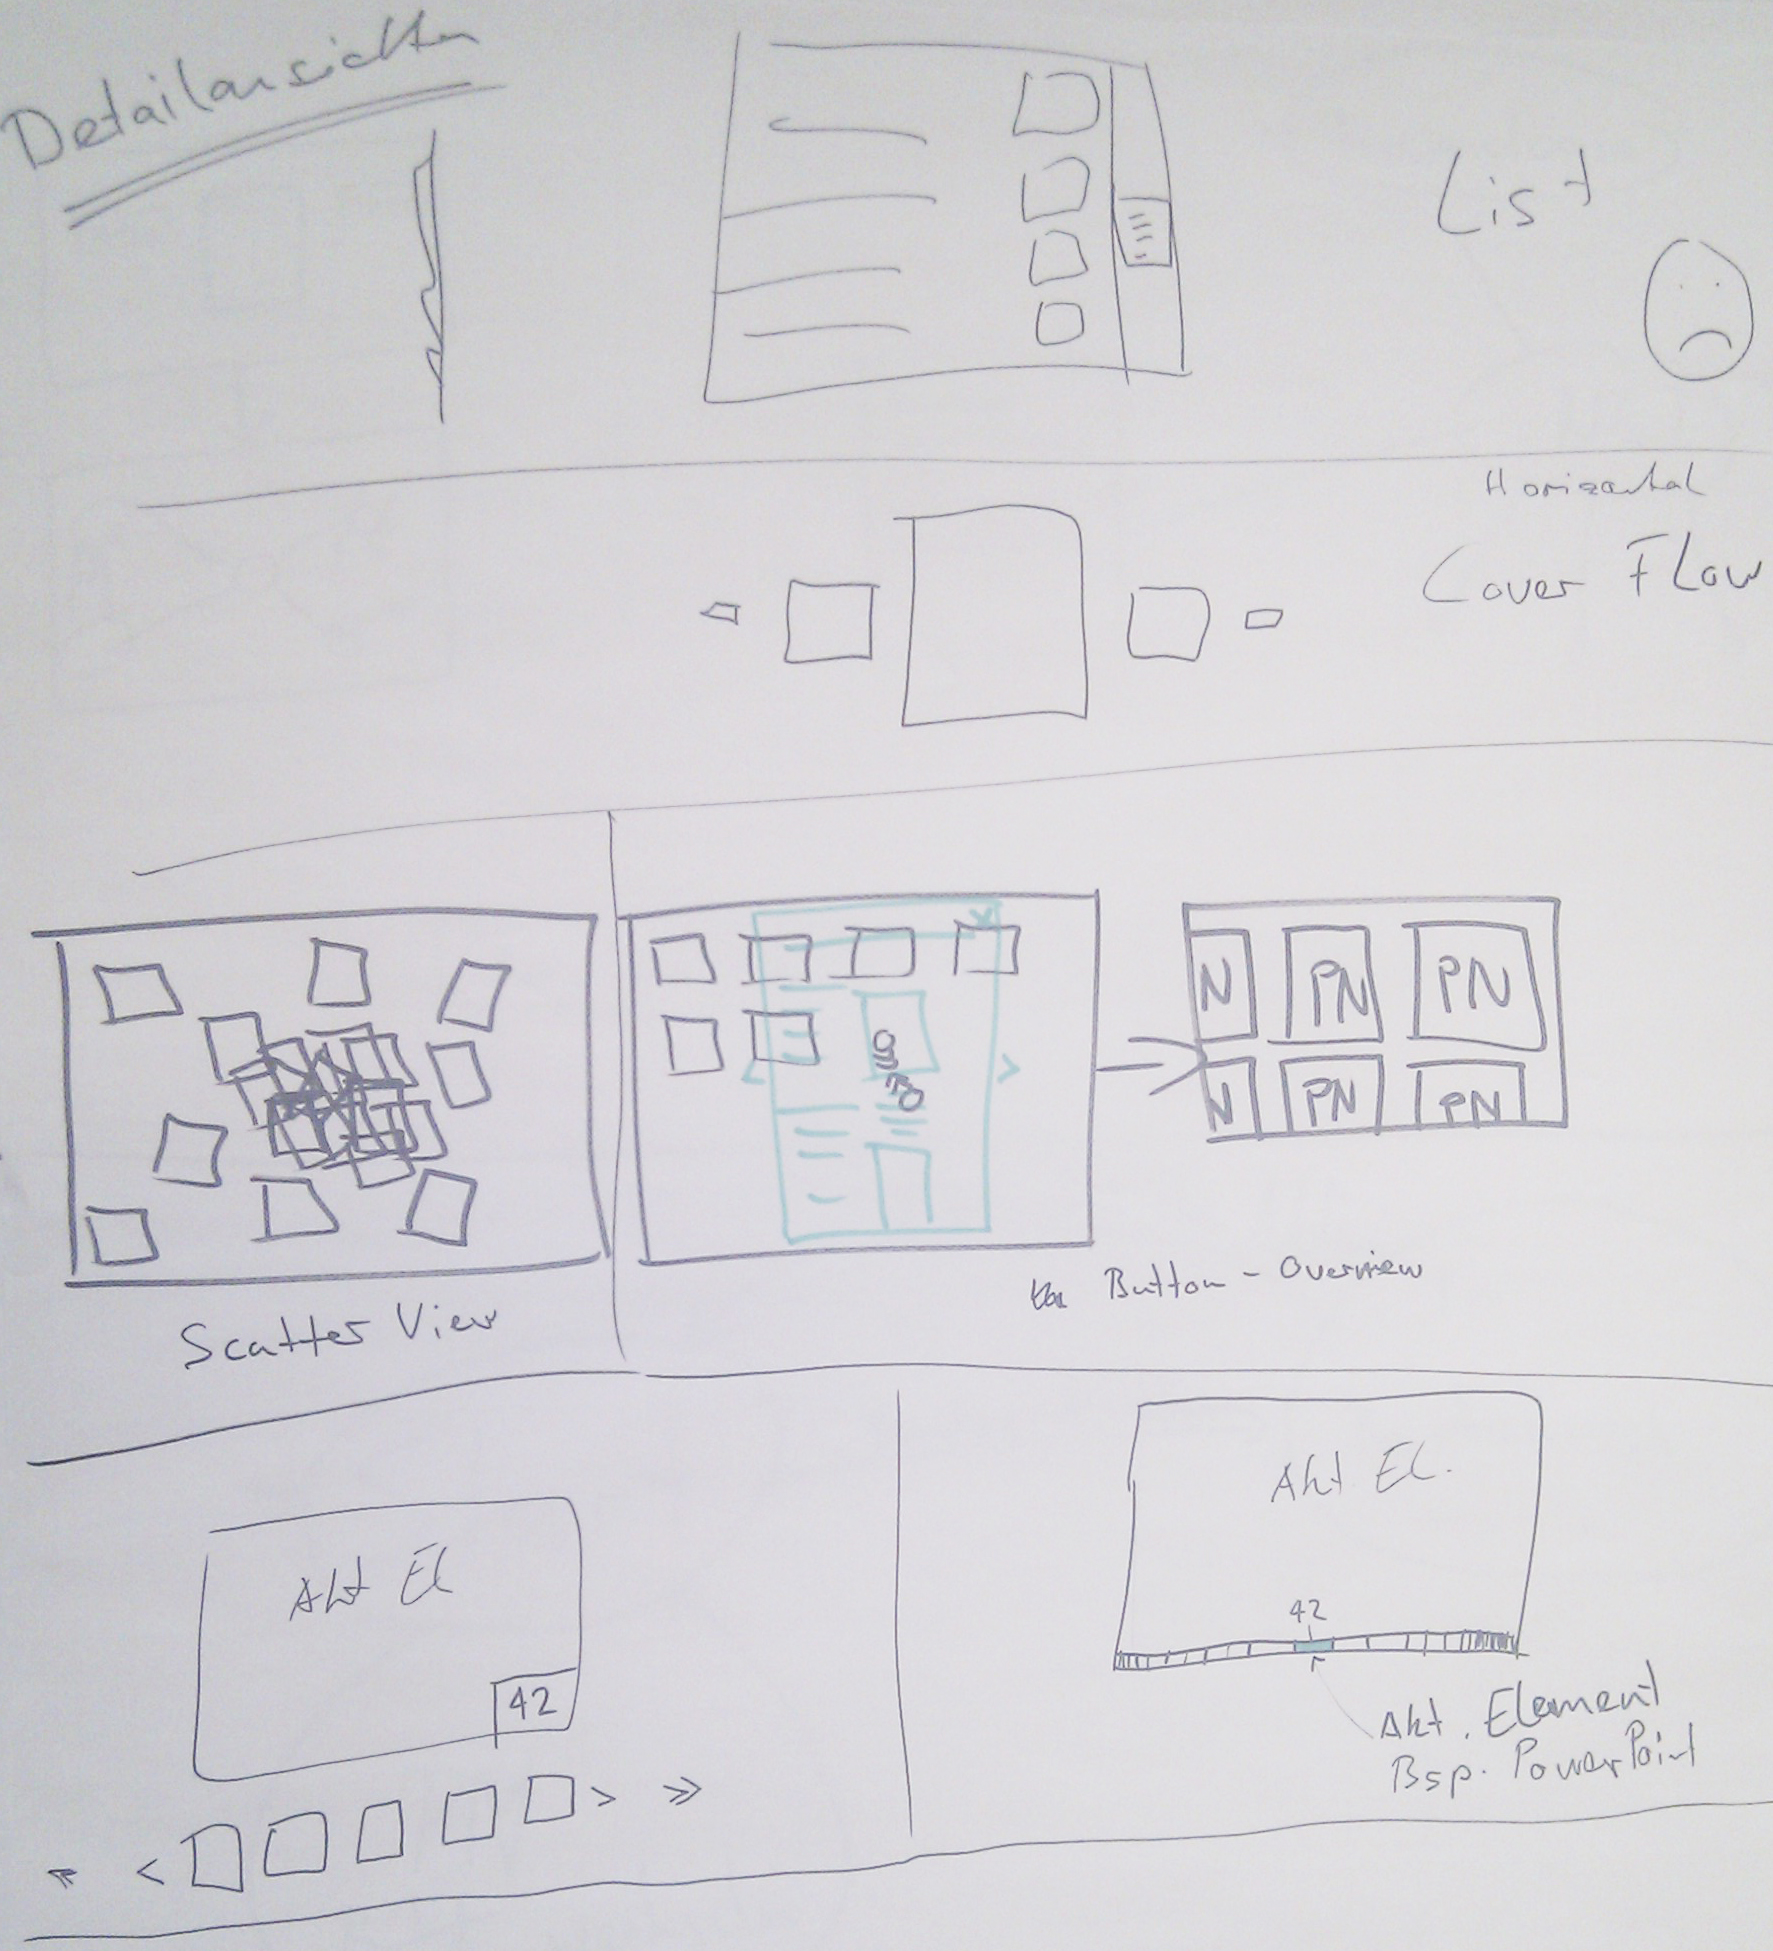 Detailansichten
List
Horizontal
Cover Flow
N PN PN
N PN PN
Button - Overview
Scatter View
Akt El
42
< > >>
Akt El.
42
Akt. Element
Bsp. PowerPoint